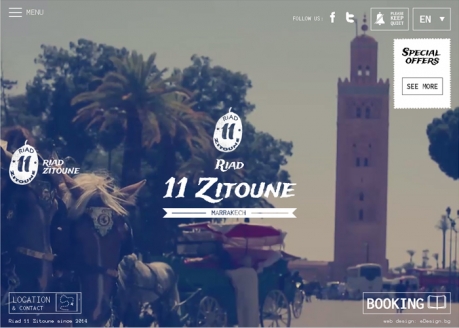 MENU
FOLLOW US:
PLEASE
KEEP
QUIET
EN
SPECIAL
OFFERS
SEE MORE
RIAD
11
ZITOUNE
RIAD
ZITOUNE
RIAD
11
ZITOUNE
RIAD
11 ZITOUNE
MARRAKECH
LOCATION
& CONTACT
BOOKING
Riad 11 Zitoune since 2014
web design: eDesign.bg